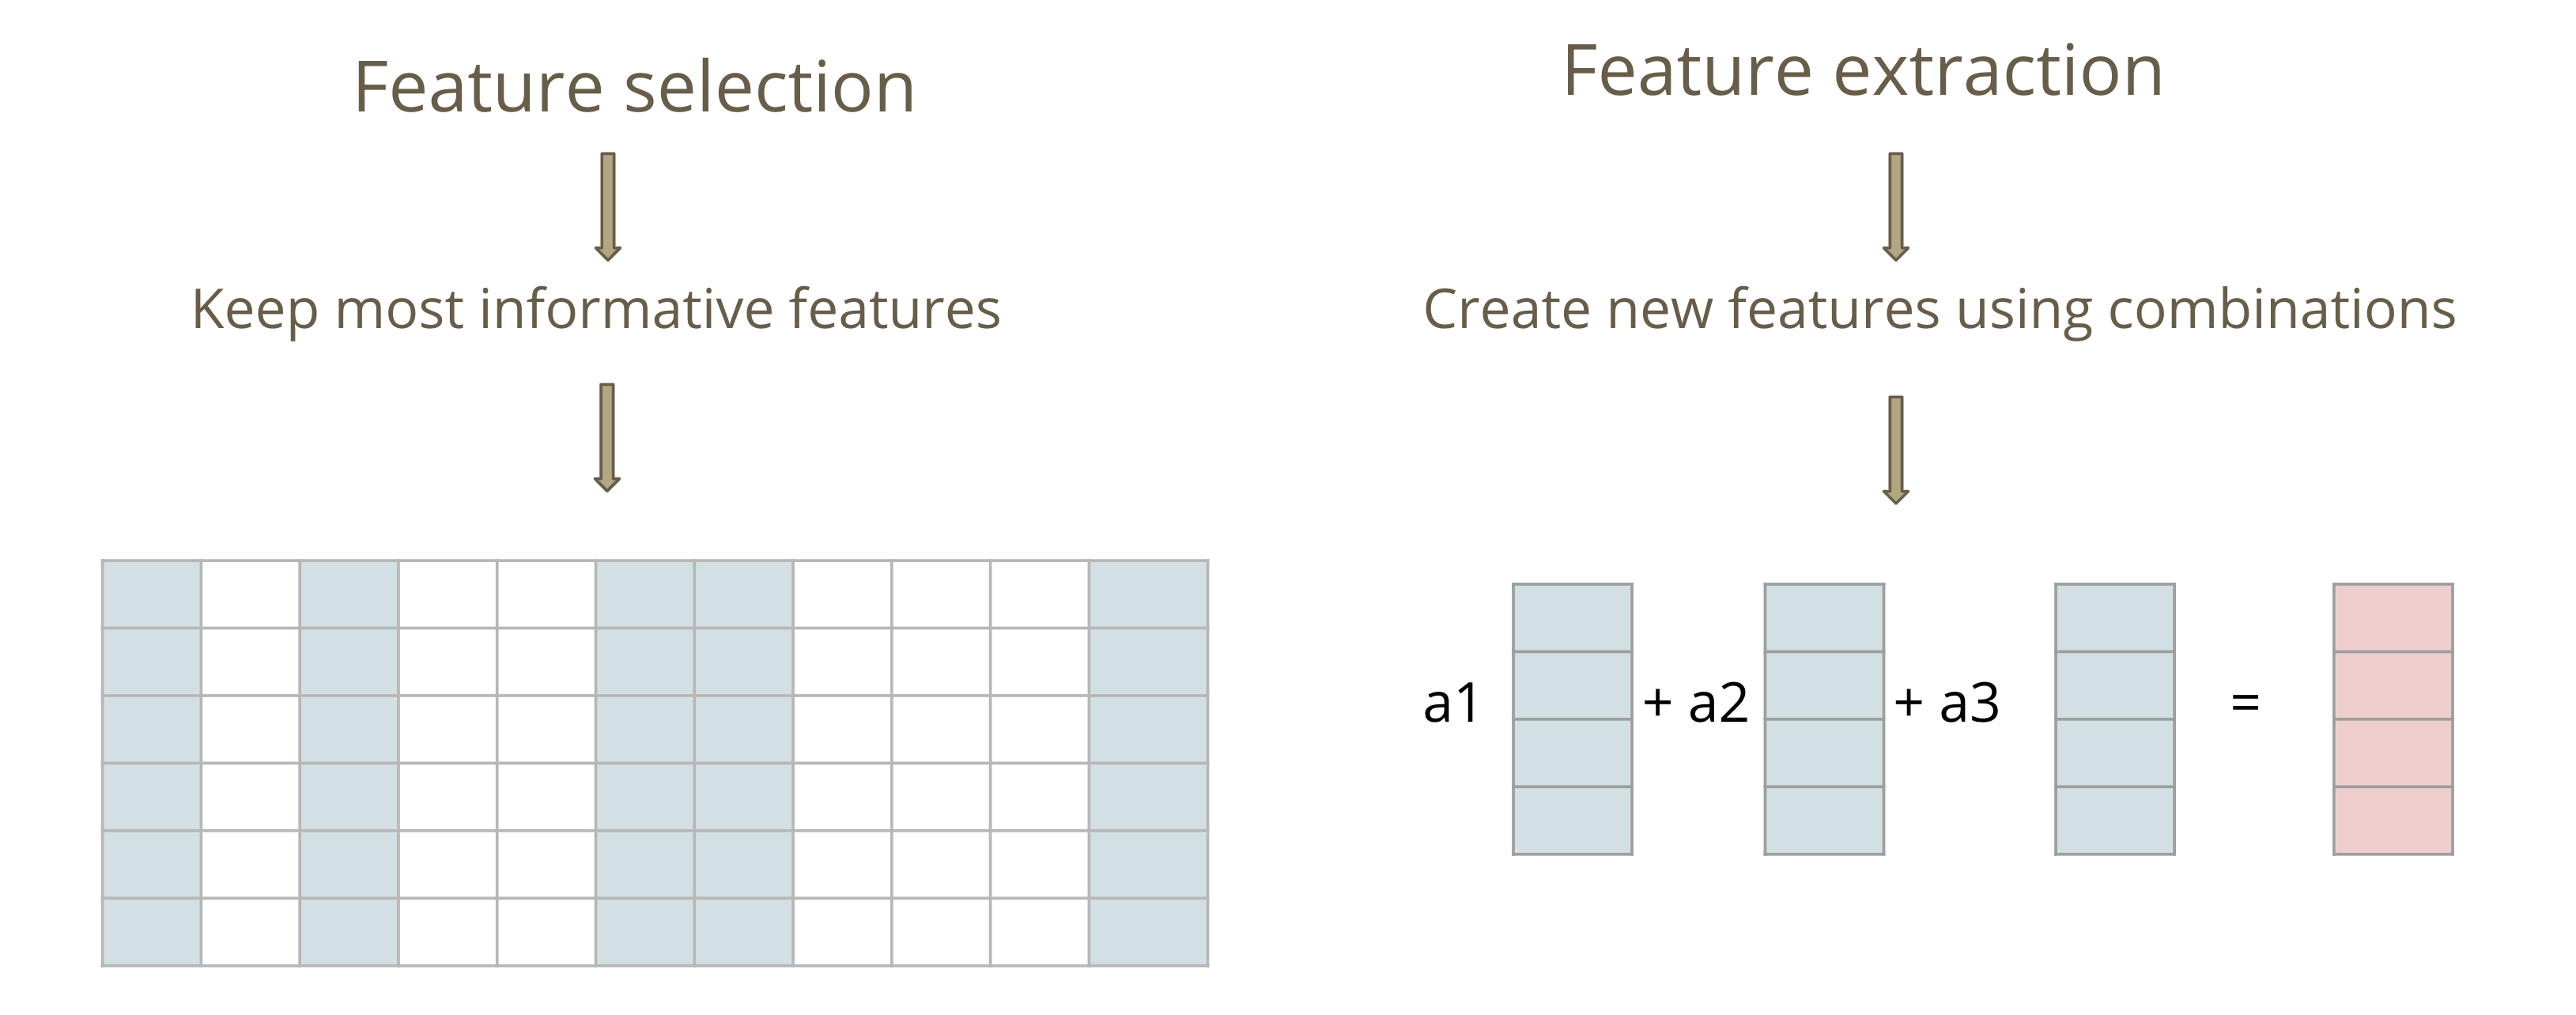 Feature selection
Keep most informative features
Feature extraction
Create new features using combinations
a1 + a2 + a3 =